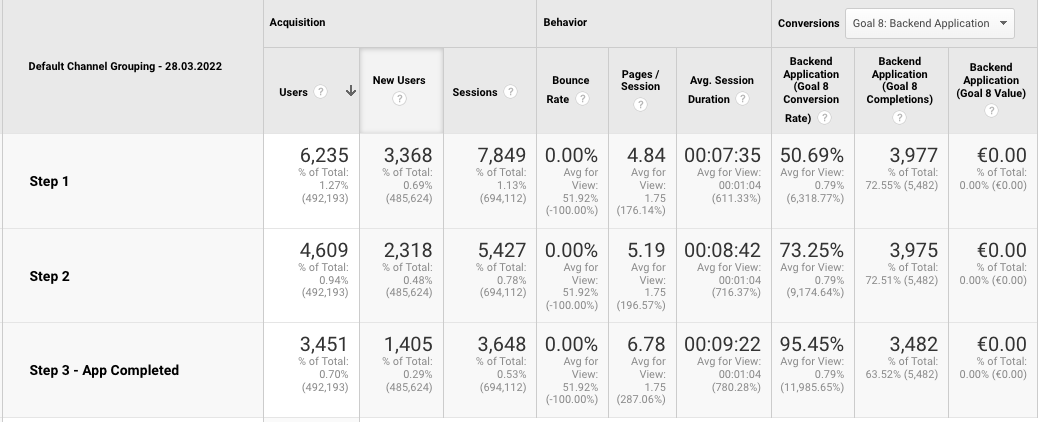 Acquisition
Behavior
Conversions
Goal 8: Backend Application
Default Channel Grouping - 28.03.2022
Users ?
New Users
?
Sessions ?
Bounce
Rate ?
Pages /
Session
?
Avg. Session
Duration ?
Backend
Application
(Goal 8
Conversion
Rate) ?
Backend
Application
(Goal 8
Completions)
?
Backend
Application
(Goal 8 Value)
?
Step 1
6,235
% of Total:
1.27%
(492,193)
3,368
% of Total:
0.69%
(485,624)
7,849
% of Total:
1.13%
(694,112)
0.00%
Avg for
View:
51.92%
(-100.00%)
4.84
Avg for
View:
1.75
(176.14%)
00:07:35
Avg for View:
00:01:04
(611.33%)
50.69%
Avg for View:
0.79%
(6,318.77%)
3,977
% of Total:
72.55% (5,482)
€0.00
% of Total:
0.00% (€0.00)
Step 2
4,609
% of Total:
0.94%
(492,193)
2,318
% of Total:
0.48%
(485,624)
5,427
% of Total:
0.78%
(694,112)
0.00%
Avg for
View:
51.92%
(-100.00%)
5.19
Avg for
View:
1.75
(196.57%)
00:08:42
Avg for View:
00:01:04
(716.37%)
73.25%
Avg for View:
0.79%
(9,174.64%)
3,975
% of Total:
72.51% (5,482)
€0.00
% of Total:
0.00% (€0.00)
Step 3 - App Completed
3,451
% of Total:
0.70%
(492,193)
1,405
% of Total:
0.29%
(485,624)
3,648
% of Total:
0.53%
(694,112)
0.00%
Avg for
View:
51.92%
(-100.00%)
6.78
Avg for
View:
1.75
(287.06%)
00:09:22
Avg for View:
00:01:04
(780.28%)
95.45%
Avg for View:
0.79%
(11,985.65%)
3,482
% of Total:
63.52% (5,482)
€0.00
% of Total:
0.00% (€0.00)